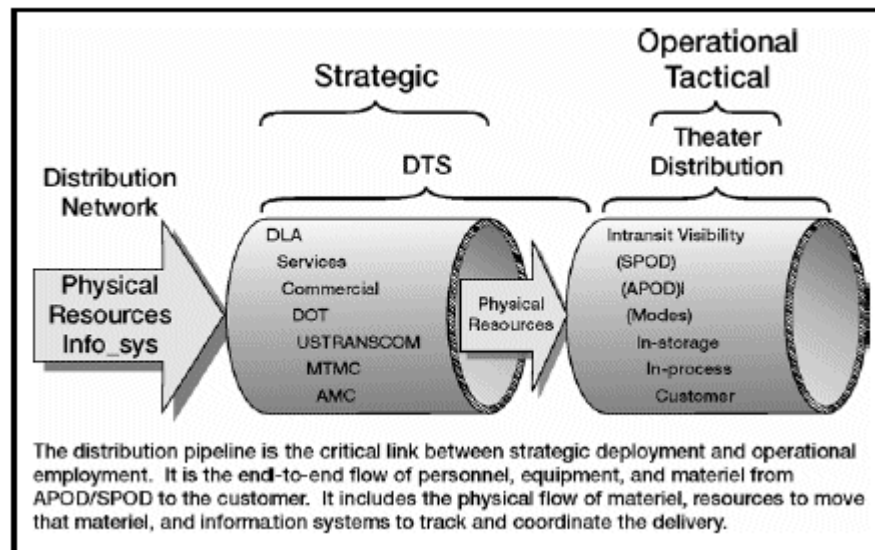 Strategic
Operational
Tactical
Distribution
Network
DTS
Theater
Distribution
Physical
Resources
Info_sys
DLA
Services
Commercial
DOT
USTRANSCOM
MTMC
AMC
Physical
Resources
Intransit Visibility
(SPOD)
(APOD)i
(Modes)
In-storage
In-process
Customer
The distribution pipeline is the critical link between strategic deployment and operational
employment. It is the end-to-end flow of personnel, equipment, and materiel from
APOD/SPOD to the customer. It includes the physical flow of materiel, resources to move
that materiel, and information systems to track and coordinate the delivery.